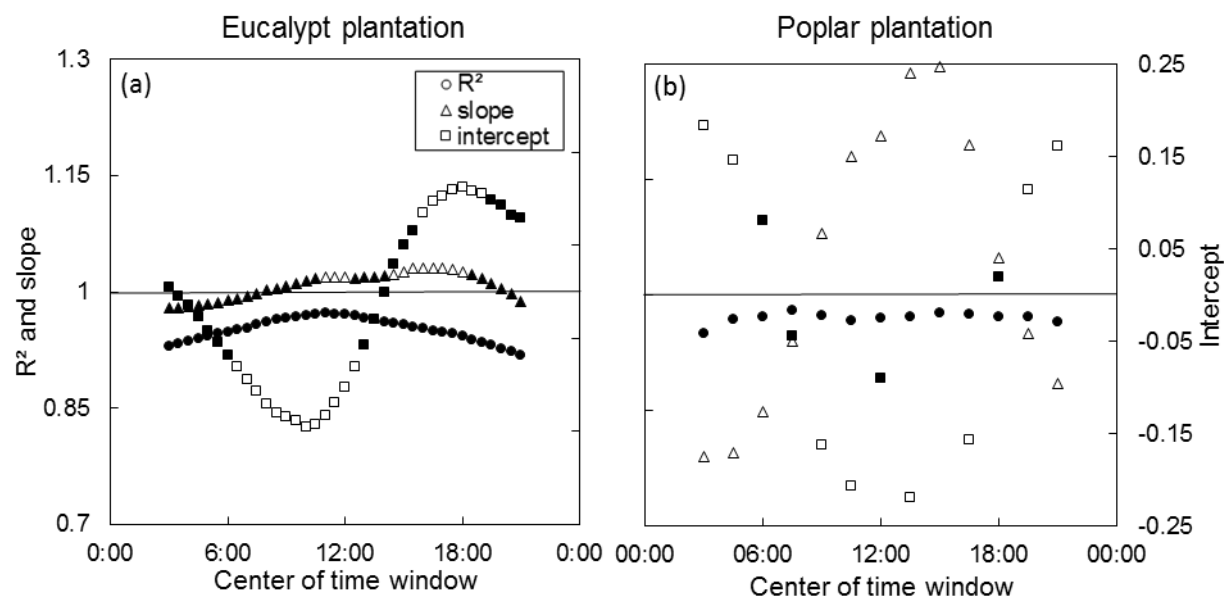 Eucalypt plantation
Poplar plantation
1.3
1.15
1
0.85
0.7
R² and slope
(a)
R²
slope
intercept
0:00
6:00
12:00
18:00
0:00
Center of time window
(b)
0.25
0.15
0.05
-0.05
-0.15
-0.25
Intercept
00:00
06:00
12:00
18:00
00:00
Center of time window